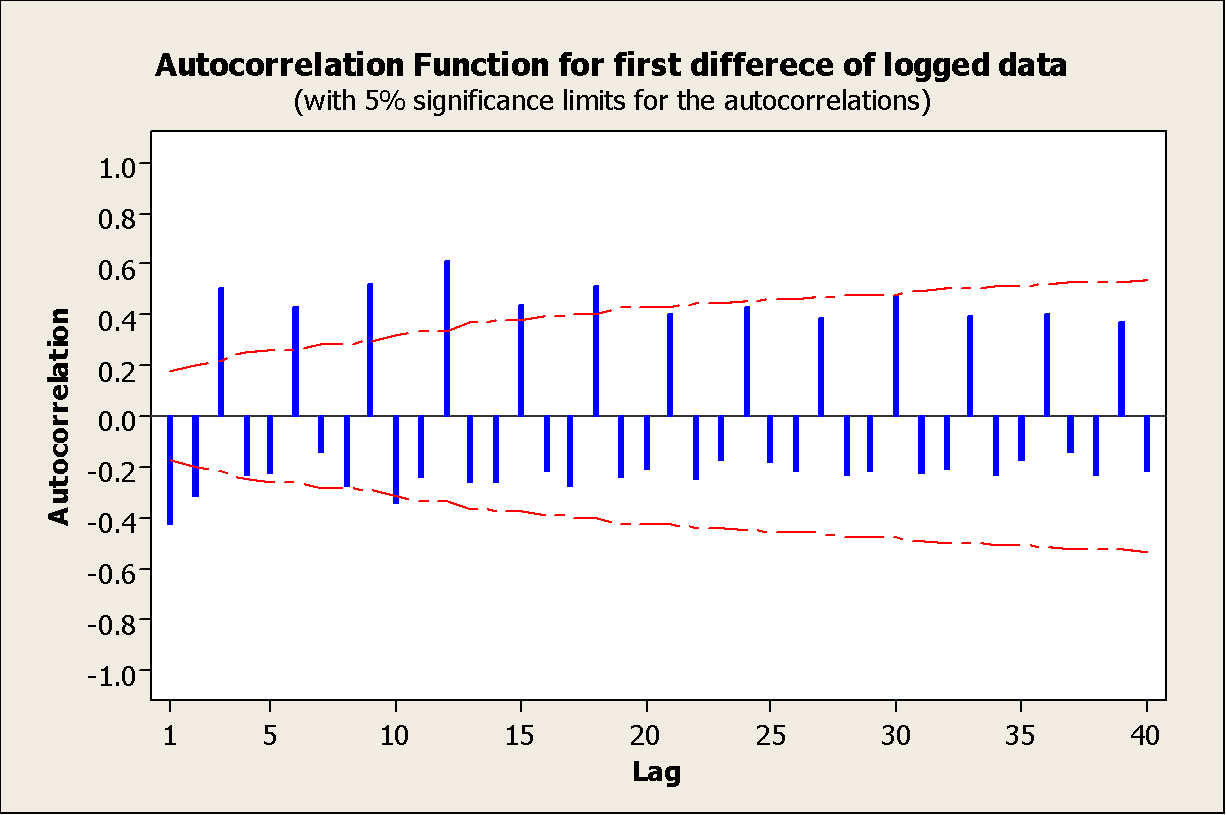 Autocorrelation Function for first differece of logged data
(with 5% significance limits for the autocorrelations)
Autocorrelation
1.0
0.8
0.6
0.4
0.2
0.0
-0.2
-0.4
-0.6
-0.8
-1.0
1 5 10 15 20 25 30 35 40
Lag